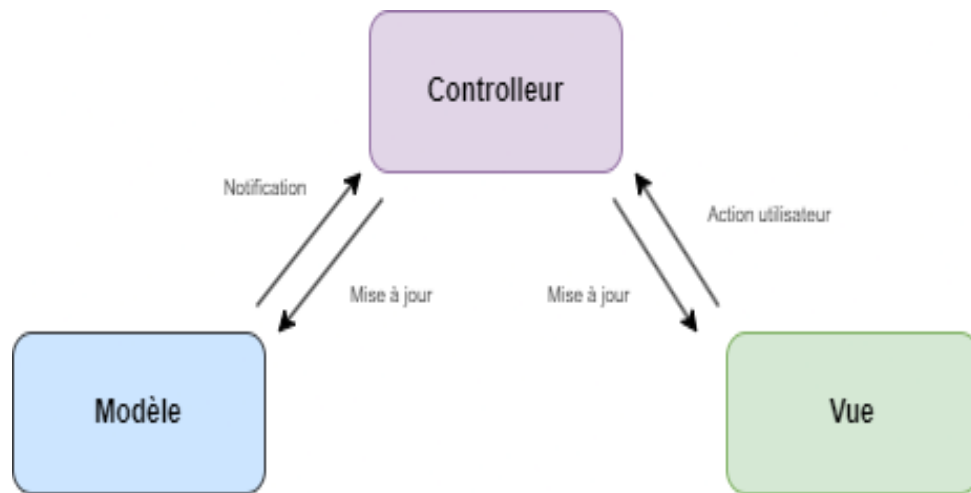 Controlleur
Notification
Action utilisateur
Mise à jour
Mise à jour
Modèle
Vue